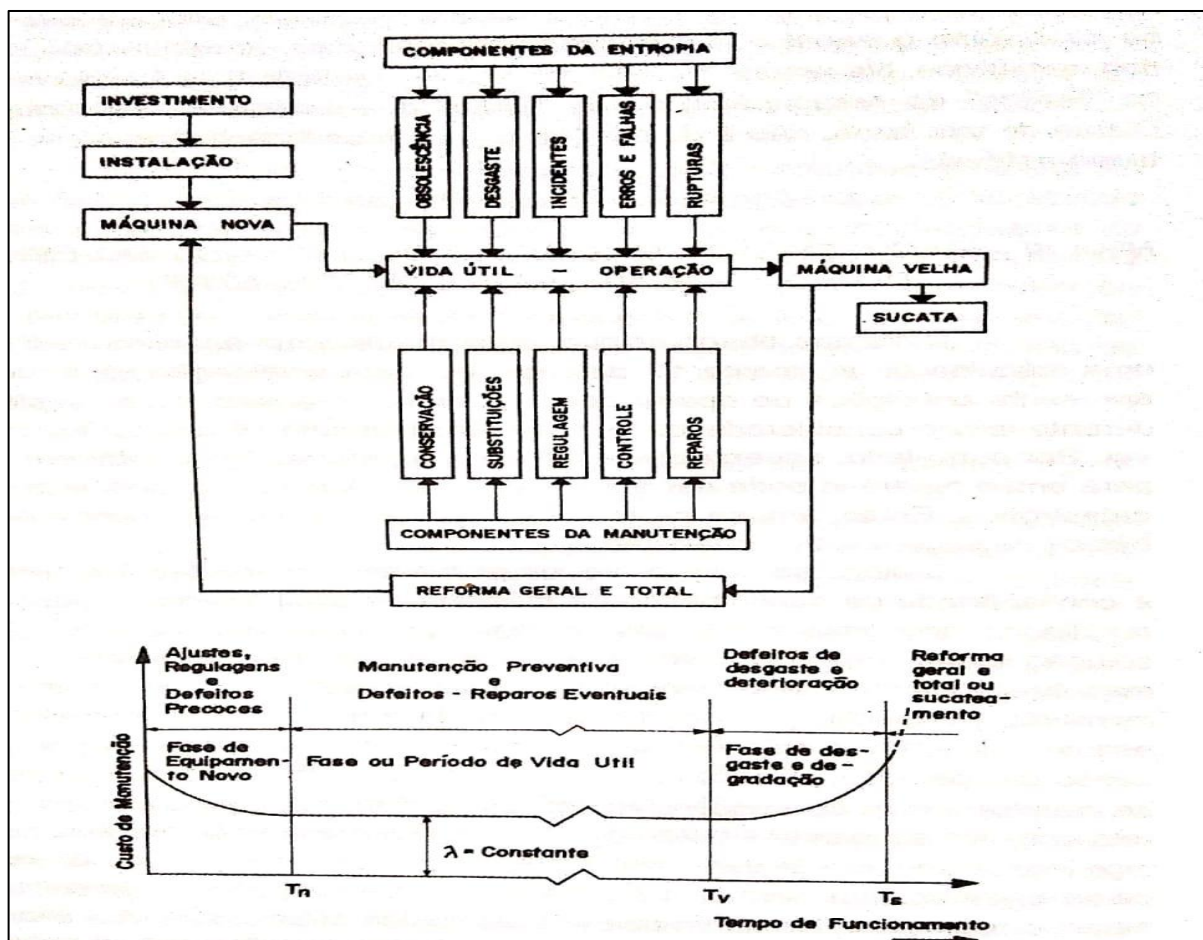 COMPONENTES DA ENTROPIA
INVESTIMENTO
INSTALAÇÃO
MÁQUINA NOVA
OBSOLESCÊNCIA
DESGASTE
INCIDENTES
ERROS E FALHAS
RUPTURAS
VIDA ÚTIL – OPERAÇÃO
MÁQUINA VELHA
SUCATA
CONSERVAÇÃO
SUBSTITUIÇÕES
REGULAGEM
CONTROLE
REPAROS
COMPONENTES DA MANUTENÇÃO
REFORMA GERAL E TOTAL
Ajustes,
Regulagens
e
Defeitos
Precoces
Manutenção Preventiva
e
Defeitos - Reparos Eventuais
Defeitos de
desgaste e
deterioração
Reforma
geral e
total ou
sucatea-
mento
Custo de Manutenção
Fase de
Equipamen-
to Novo
Fase ou Período de Vida Util
Fase de des-
gaste e de-
gradação
λ = Constante
Tn
Tv
Ts
Tempo de Funcionamento